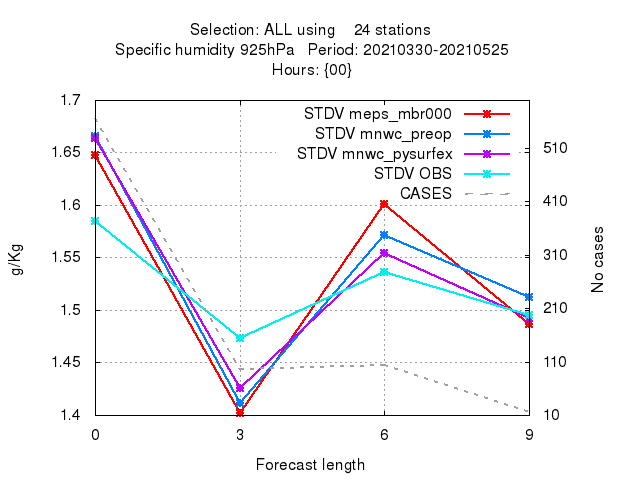 Selection: ALL using    24 stations
Specific humidity 925hPa   Period: 20210330-20210525
Hours: {00}
STDV meps_mbr000
STDV mnwc_preop
STDV mnwc_pysurfex
STDV OBS
CASES
1.7
1.65
1.6
1.55
1.5
1.45
1.4
g/Kg
510
410
310
210
110
10
No cases
0 3 6 9
Forecast length